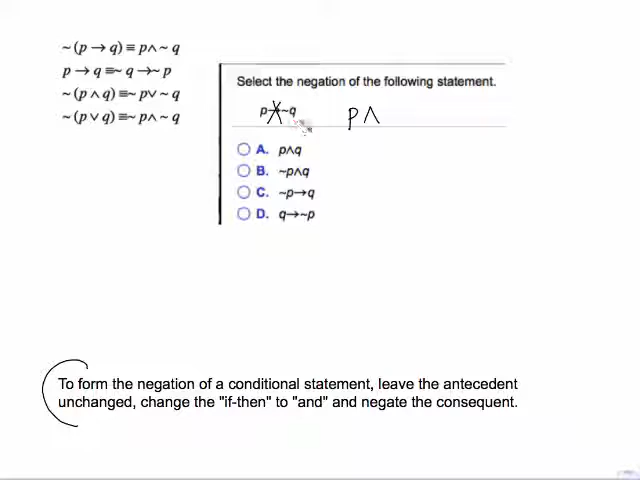 ~(p → q) ≡ p∧~ q
p → q ≡~ q →~ p
~(p ∧ q) ≡~ p∨ ~ q
~(p ∨ q) ≡~ p∧ ~ q
Select the negation of the following statement.
p→~q
p∧
A. p∧q
B. ~p∧q
C. ~p→q
D. q→~p
To form the negation of a conditional statement, leave the antecedent
unchanged, change the "if-then" to "and" and negate the consequent.